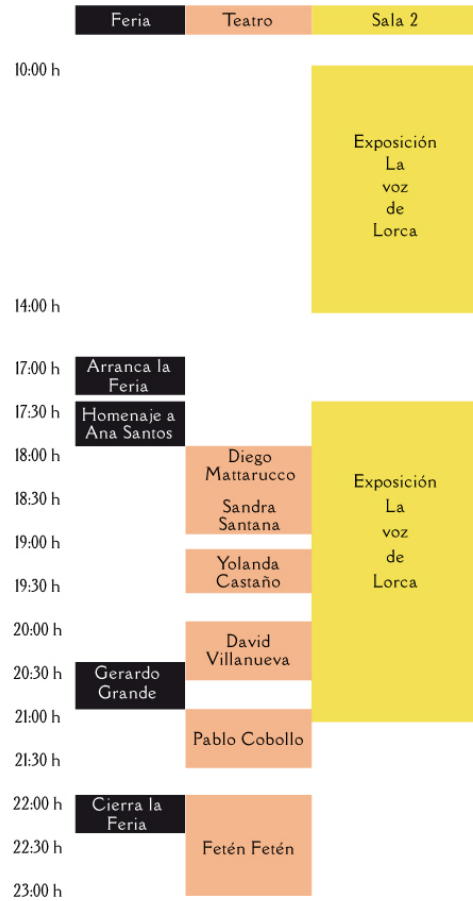 Feria Teatro Sala 2
10:00 h
Exposición
La
voz
de
Lorca
14:00 h
17:00 h
Arranca la
Feria
17:30 h
Homenaje a
Ana Santos
18:00 h
Diego
Mattarucco
18:30 h
Sandra
Santana
Exposición
La
voz
de
Lorca
19:00 h
Yolanda
Castaño
19:30 h
20:00 h
David
Villanueva
20:30 h
Gerardo
Grande
21:00 h
Pablo Cobollo
21:30 h
22:00 h
Cierra la
Feria
22:30 h
Fetén Fetén
23:00 h